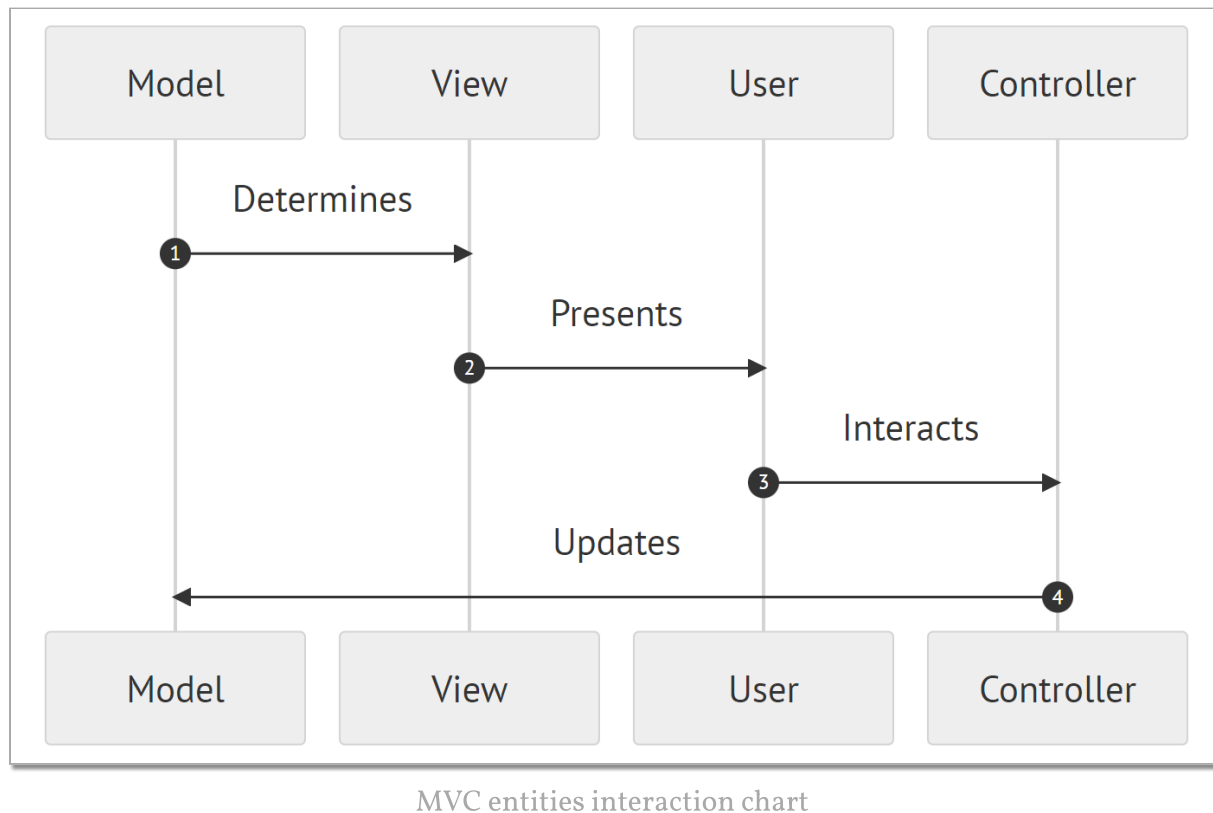 Model View User Controller
Determines
1
Presents
2
Interacts
3
Updates
4
Model View User Controller
MVC entities interaction chart